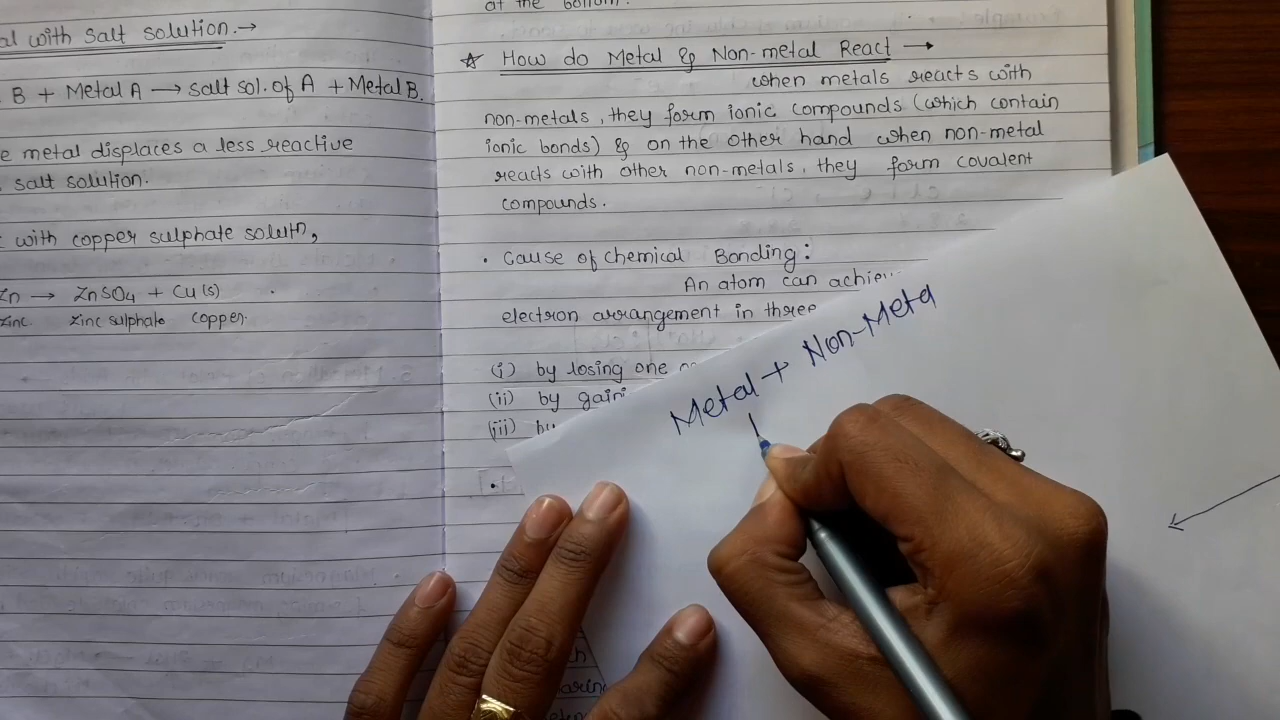 al with salt solution.→
B + Metal A → salt sol. of A + Metal B.
e metal displaces a less reactive
salt solution.
with copper sulphate solutn,
Zn → ZnSO4 + Cu(s)
Zinc. Zinc sulphate copper.
at the bottom.
☆ How do Metal & Non-metal React →
when metals reacts with
non-metals, they form ionic compounds (which contain
ionic bonds) & on the other hand when non-metal
reacts with other non-metals, they form covalent
compounds.
. Cause of chemical Bonding:
An atom can achiev
electron arrangement in three
(i) by losing one
(ii) by gaini
(iii) by
Metal + Non-Meta